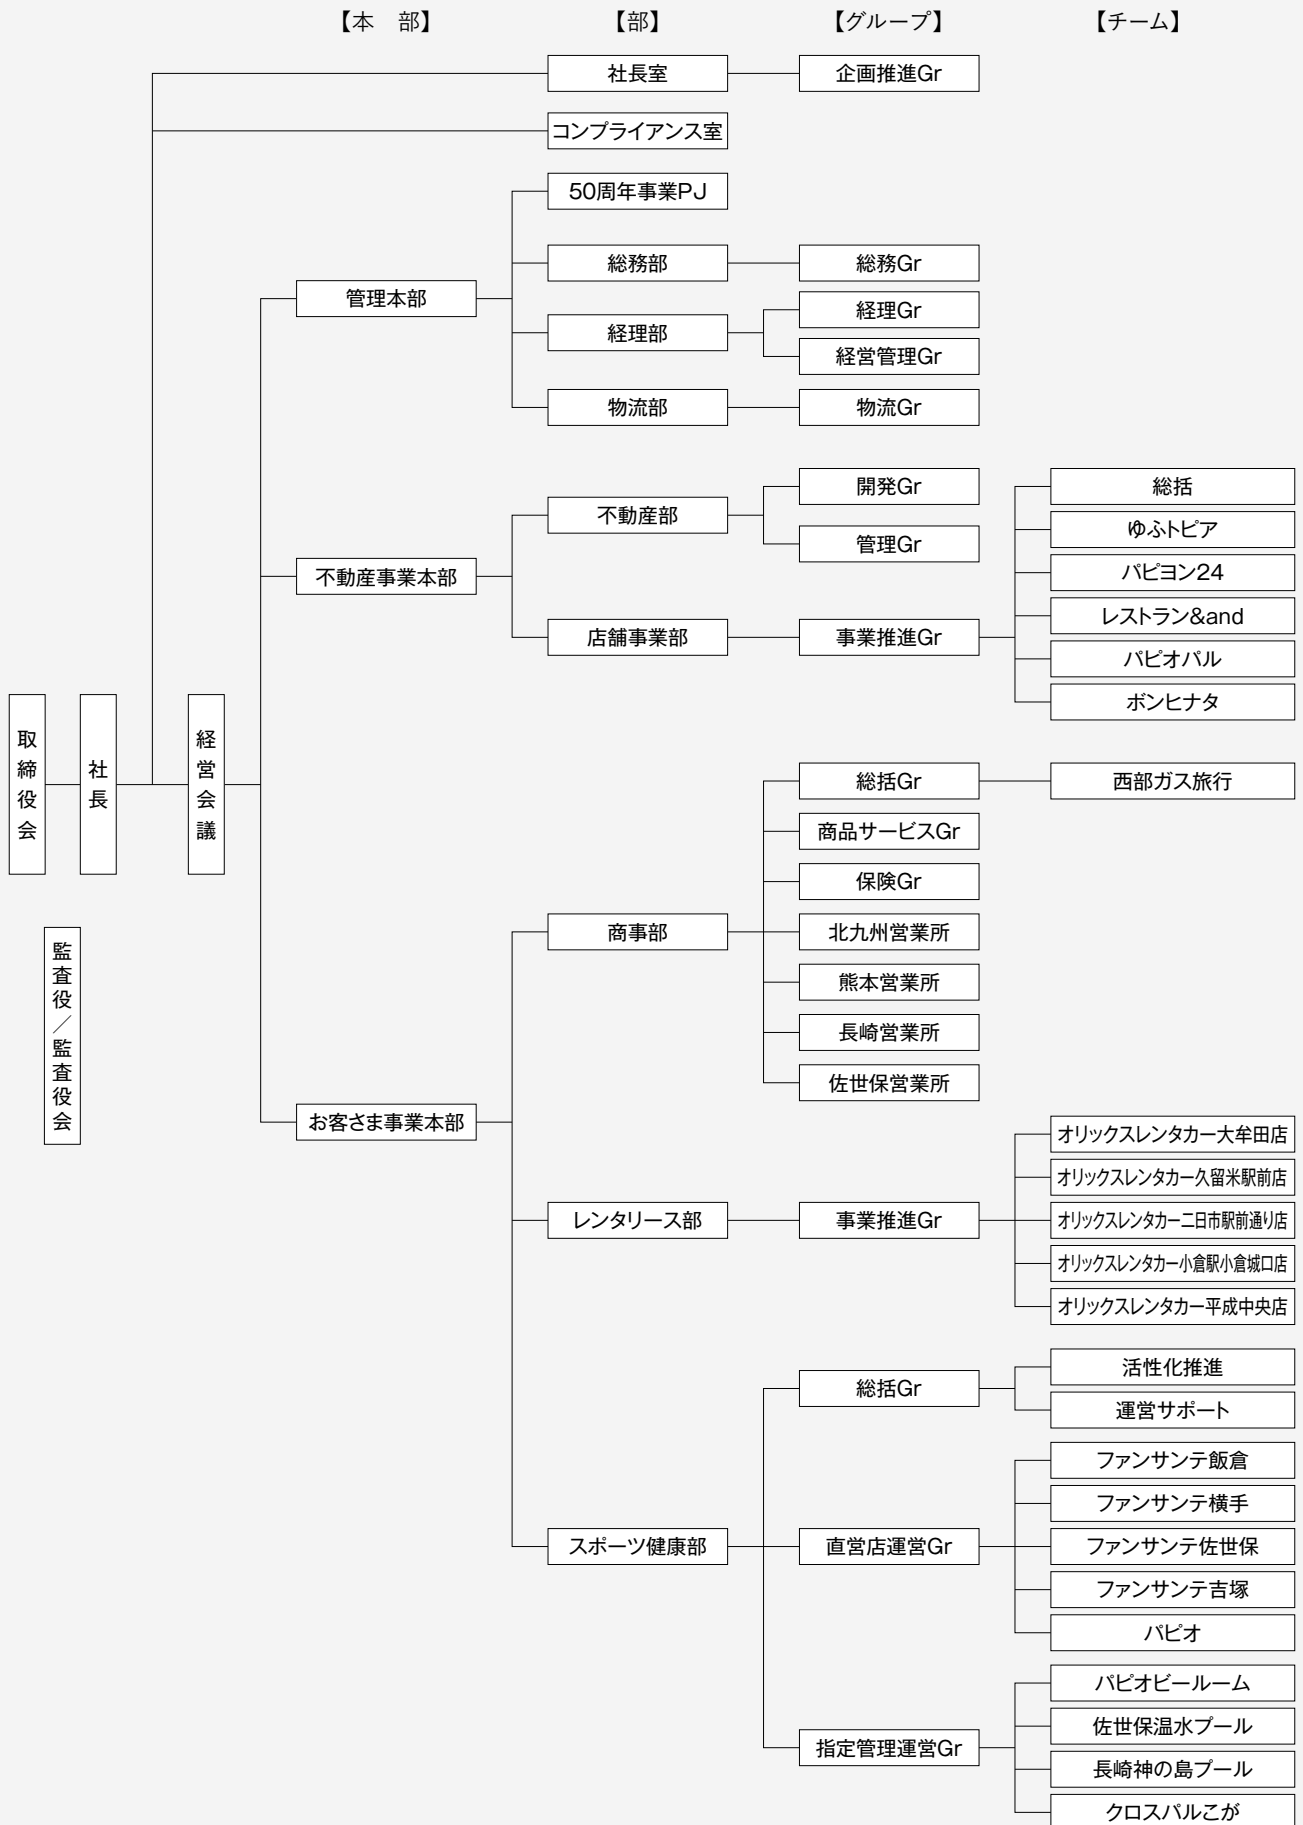 【本　部】
【部】
【グループ】
【チーム】
社長室
企画推進Gr
コンプライアンス室
50周年事業PJ
総務部
総務Gr
管理本部
経理部
経理Gr
経営管理Gr
物流部
物流Gr
不動産事業本部
不動産部
開発Gr
管理Gr
店舗事業部
事業推進Gr
総括
ゆふトピア
パピヨン24
レストラン&and
パピオパル
ボンヒナタ
取締役会
社長
経営会議
監査役／監査役会
お客さま事業本部
商事部
総括Gr
西部ガス旅行
商品サービスGr
保険Gr
北九州営業所
熊本営業所
長崎営業所
佐世保営業所
レンタリース部
事業推進Gr
オリックスレンタカー大牟田店
オリックスレンタカー久留米駅前店
オリックスレンタカー二日市駅前通り店
オリックスレンタカー小倉駅小倉城口店
オリックスレンタカー平成中央店
スポーツ健康部
総括Gr
活性化推進
運営サポート
直営店運営Gr
ファンサンテ飯倉
ファンサンテ横手
ファンサンテ佐世保
ファンサンテ吉塚
パピオ
指定管理運営Gr
パピオビールーム
佐世保温水プール
長崎神の島プール
クロスパルこが